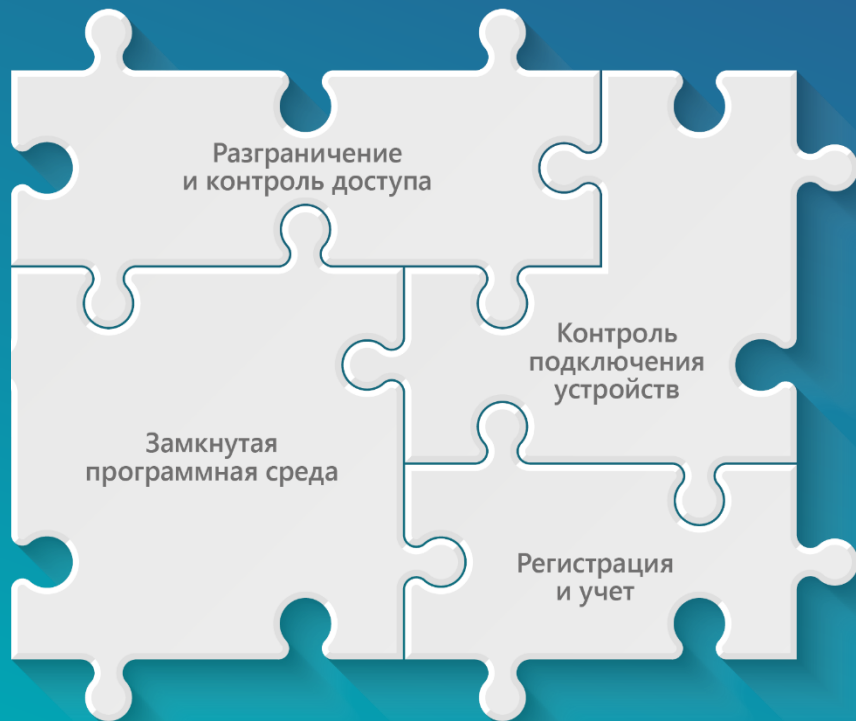 Разграничение
и контроль доступа
Контроль
подключения
устройств
Замкнутая
программная среда
Регистрация
и учет